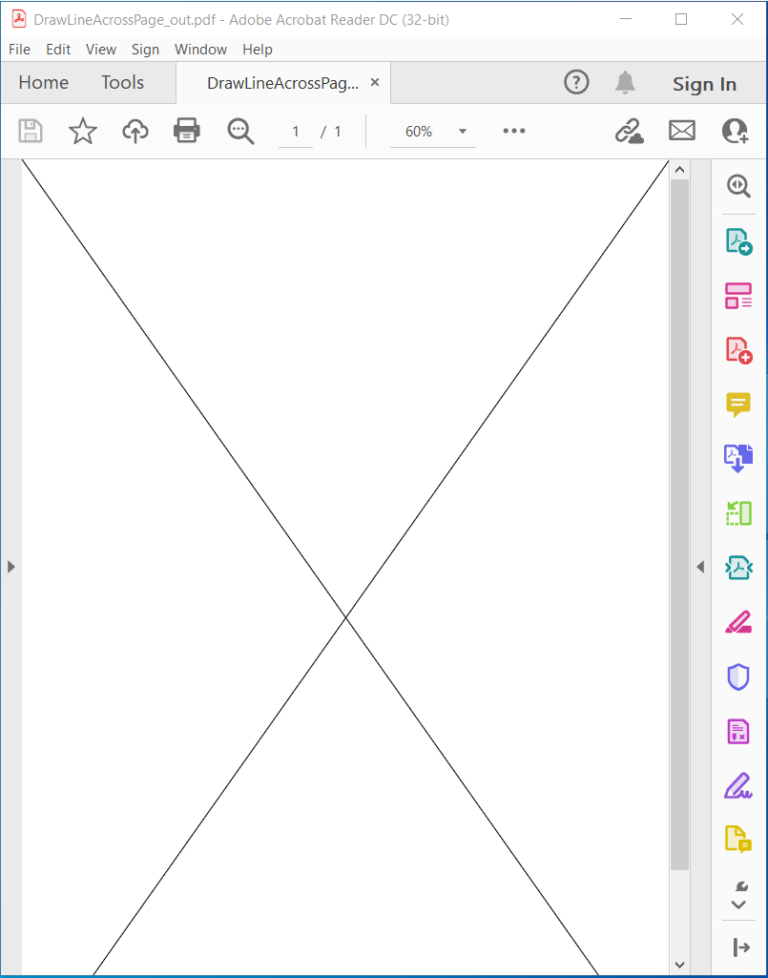 DrawLineAcrossPage_out.pdf - Adobe Acrobat Reader DC (32-bit)
File Edit View Sign Window Help
Home Tools DrawLineAcrossPag... × Sign In
1 / 1 60%